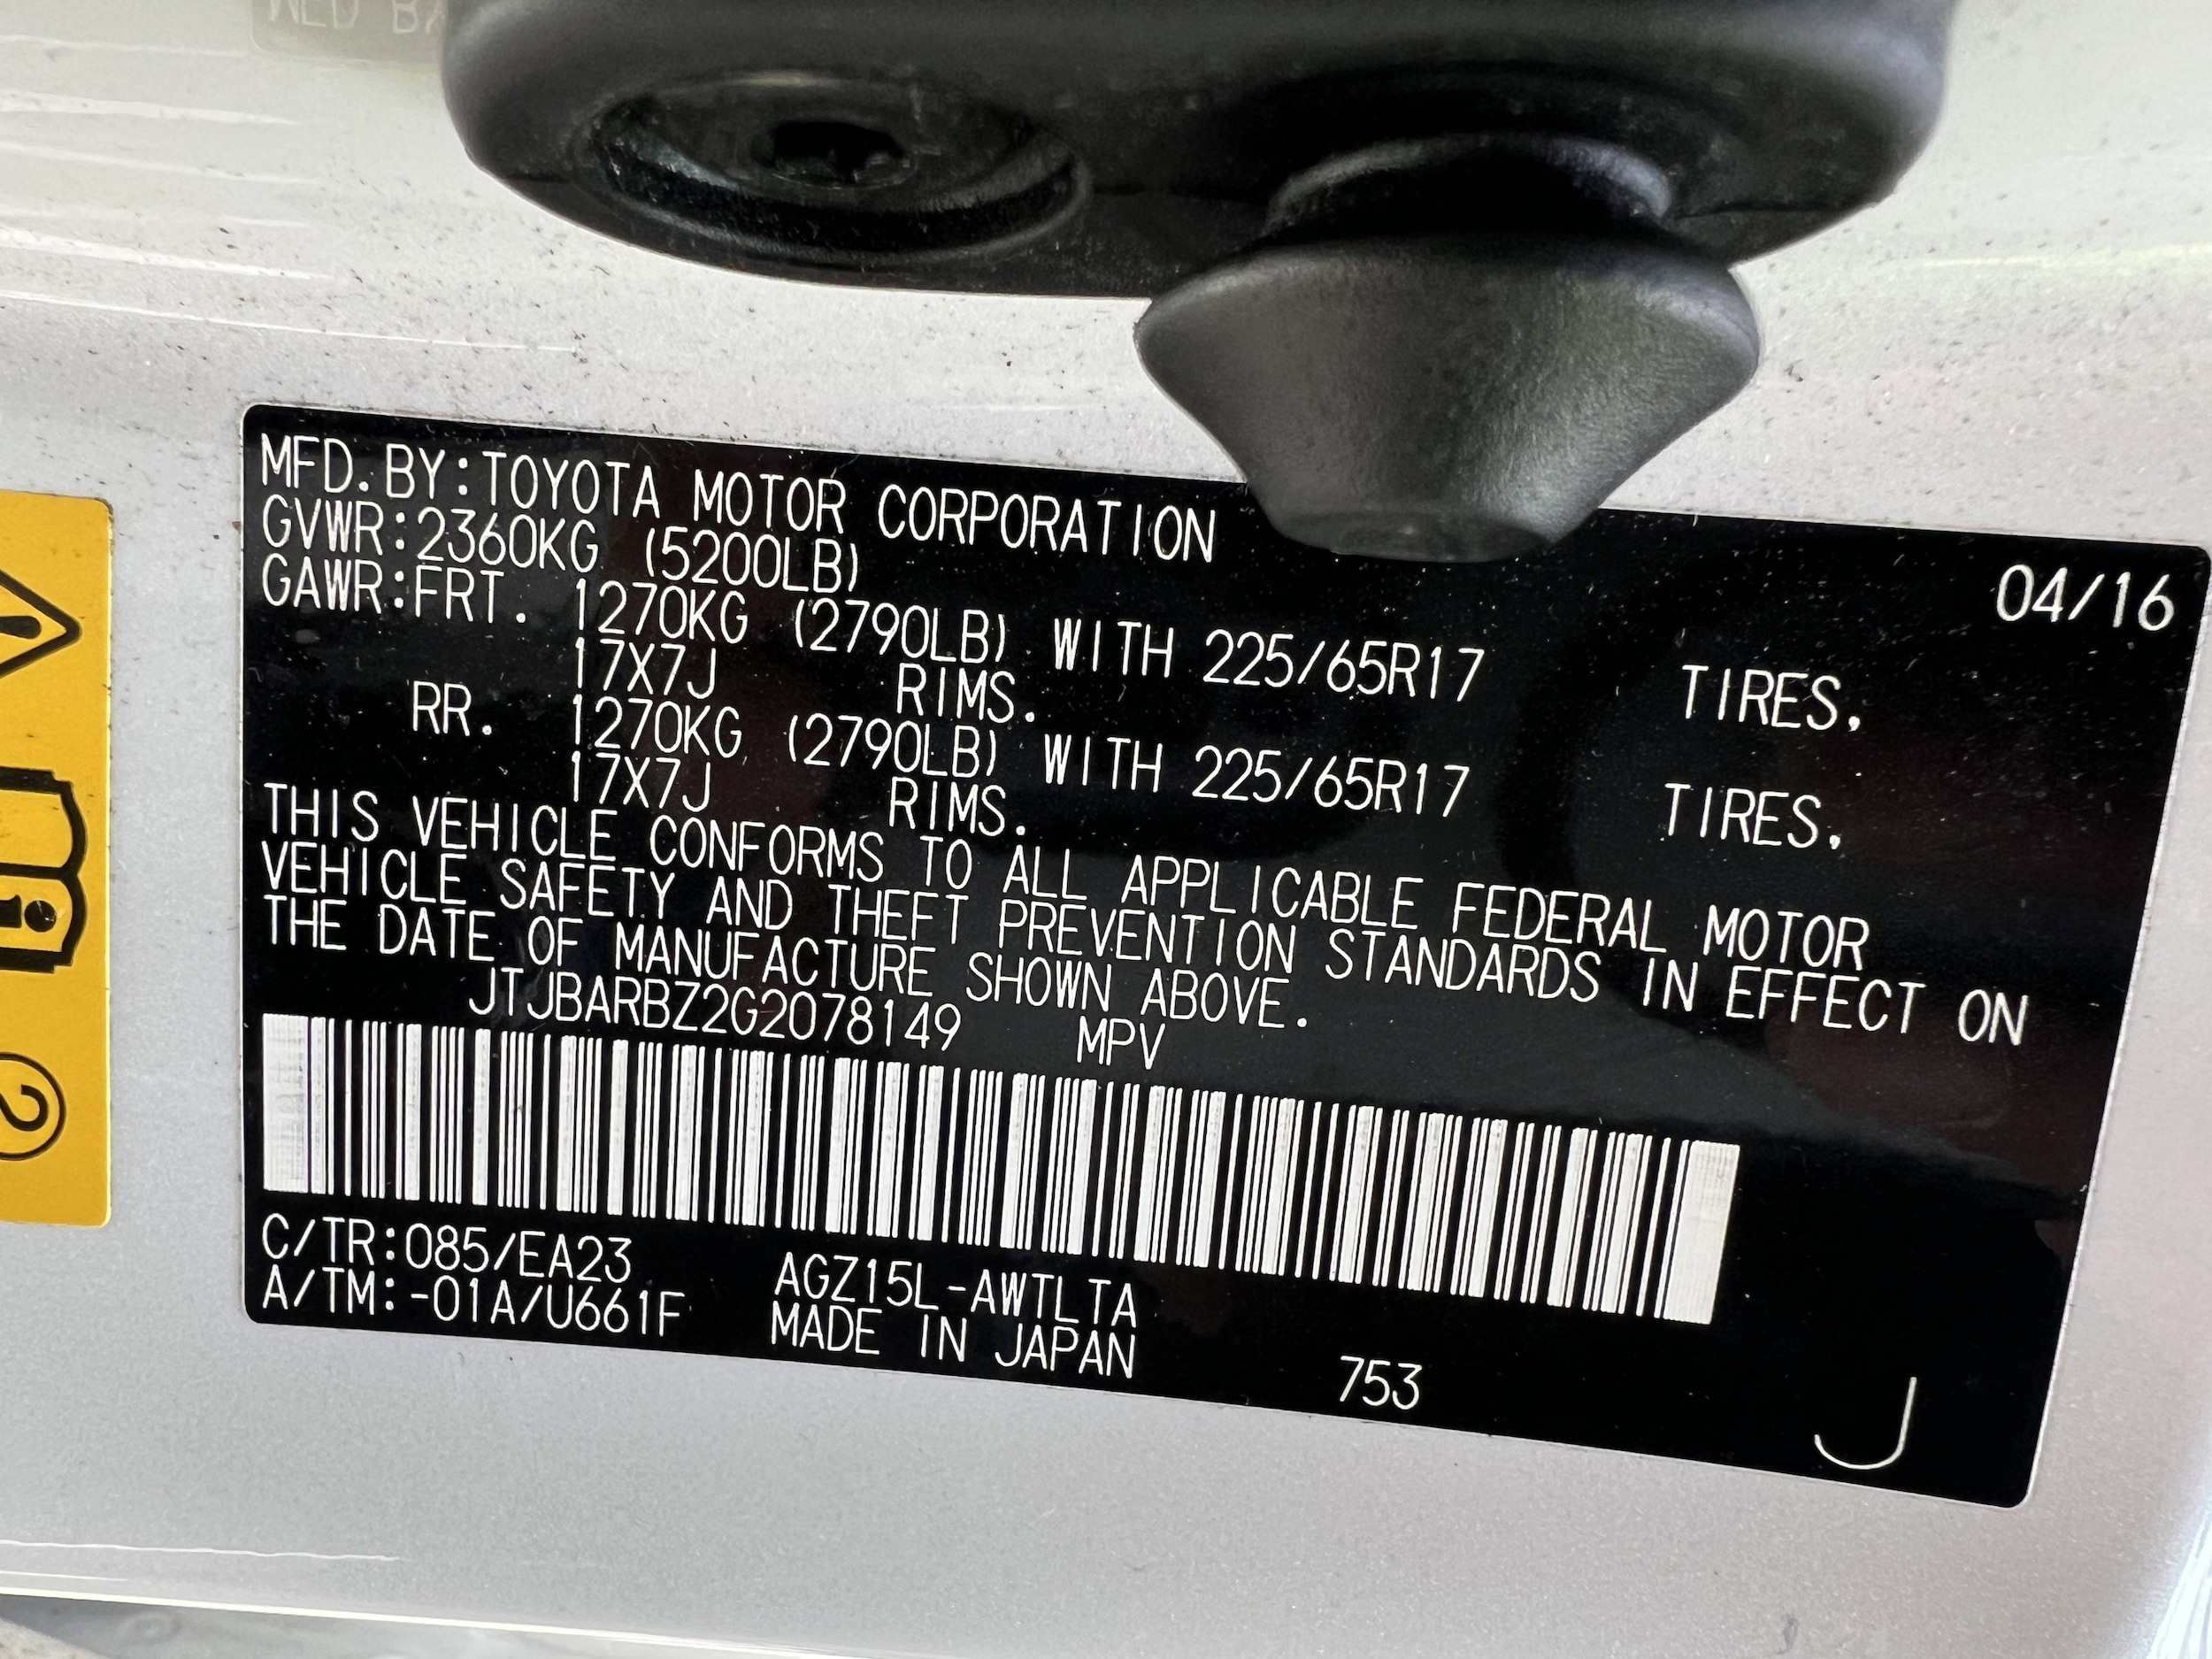 MFD.BY:TOYOTA MOTOR CORPORATION 04/16
GVWR:2360KG (5200LB)
GAWR:FRT. 1270KG (2790LB) WITH 225/65R17 TIRES,
17X7J RIMS.
RR. 1270KG (2790LB) WITH 225/65R17 TIRES,
17X7J RIMS.
THIS VEHICLE CONFORMS TO ALL APPLICABLE FEDERAL MOTOR
VEHICLE SAFETY AND THEFT PREVENTION STANDARDS IN EFFECT ON
THE DATE OF MANUFACTURE SHOWN ABOVE.
JTJBARBZ2G2078149 MPV
C/TR:085/EA23 AGZ15L-AWTLTA
A/TM:-01A/U661F MADE IN JAPAN 753
J
2